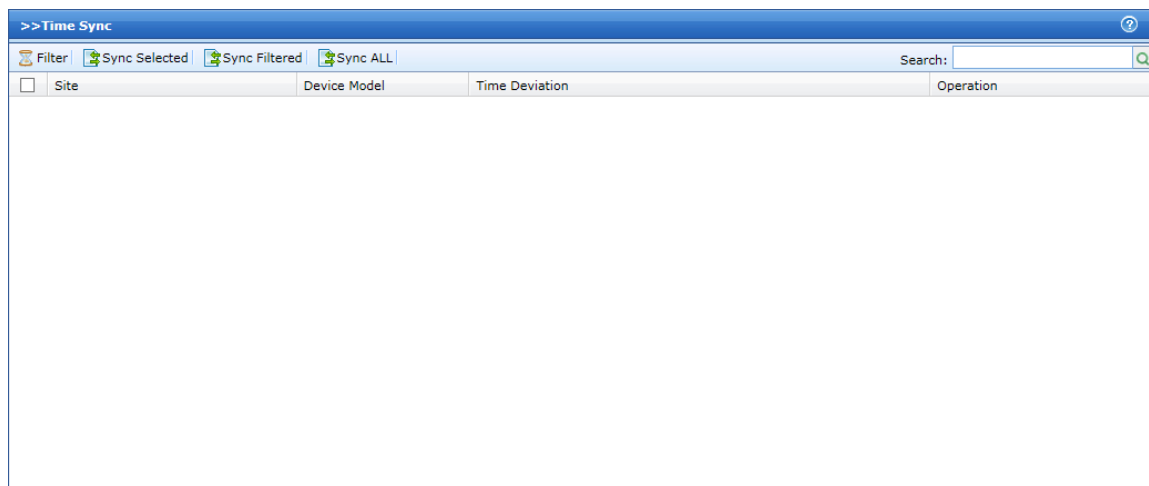 >>Time Sync
Filter Sync Selected Sync Filtered Sync ALL Search:
Site Device Model Time Deviation Operation